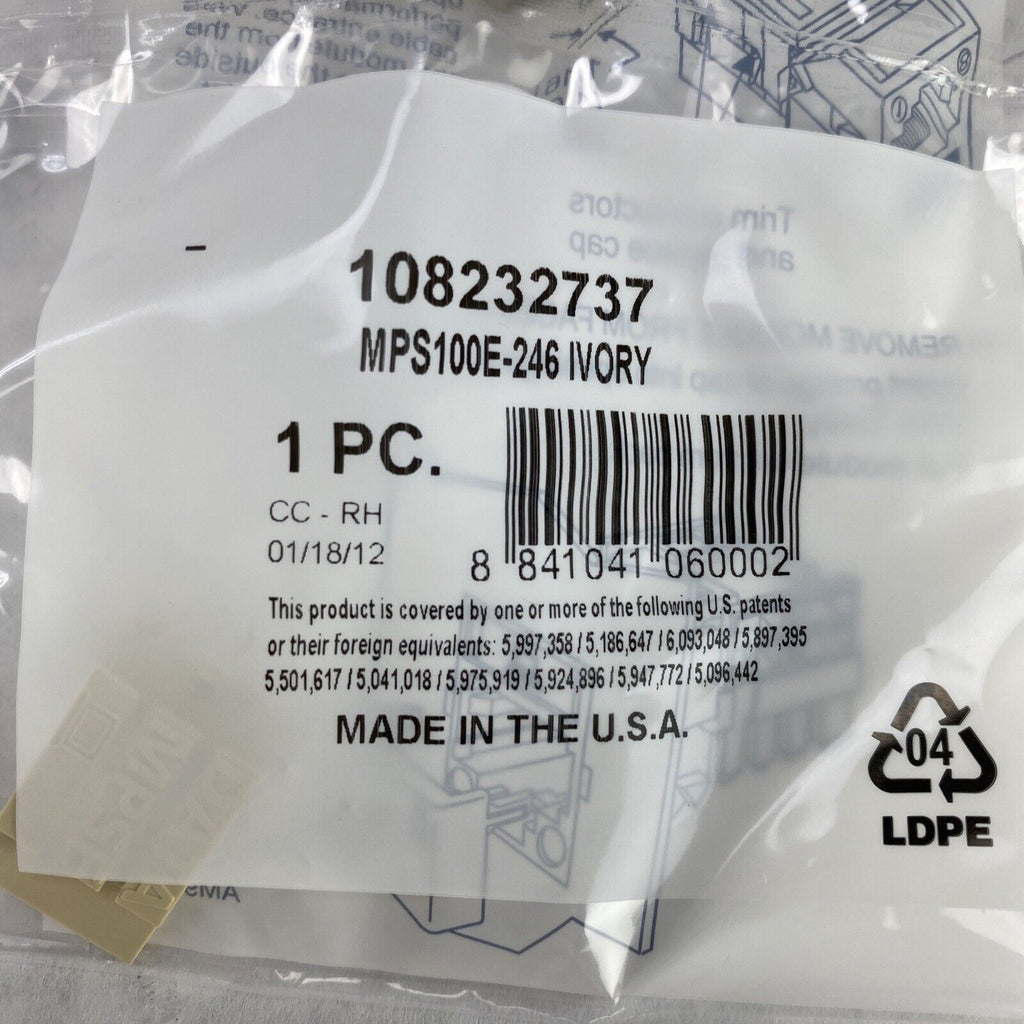 108232737
MPS100E-246 IVORY
1 PC.
CC - RH
01/18/12
8 841041 060002
This product is covered by one or more of the following U.S. patents
or their foreign equivalents: 5,997,358 / 5,186,647 / 6,093,048 / 5,897,395
5,501,617 / 5,041,018 / 5,975,919 / 5,924,896 / 5,947,772 / 5,096,442
MADE IN THE U.S.A.
04
LDPE